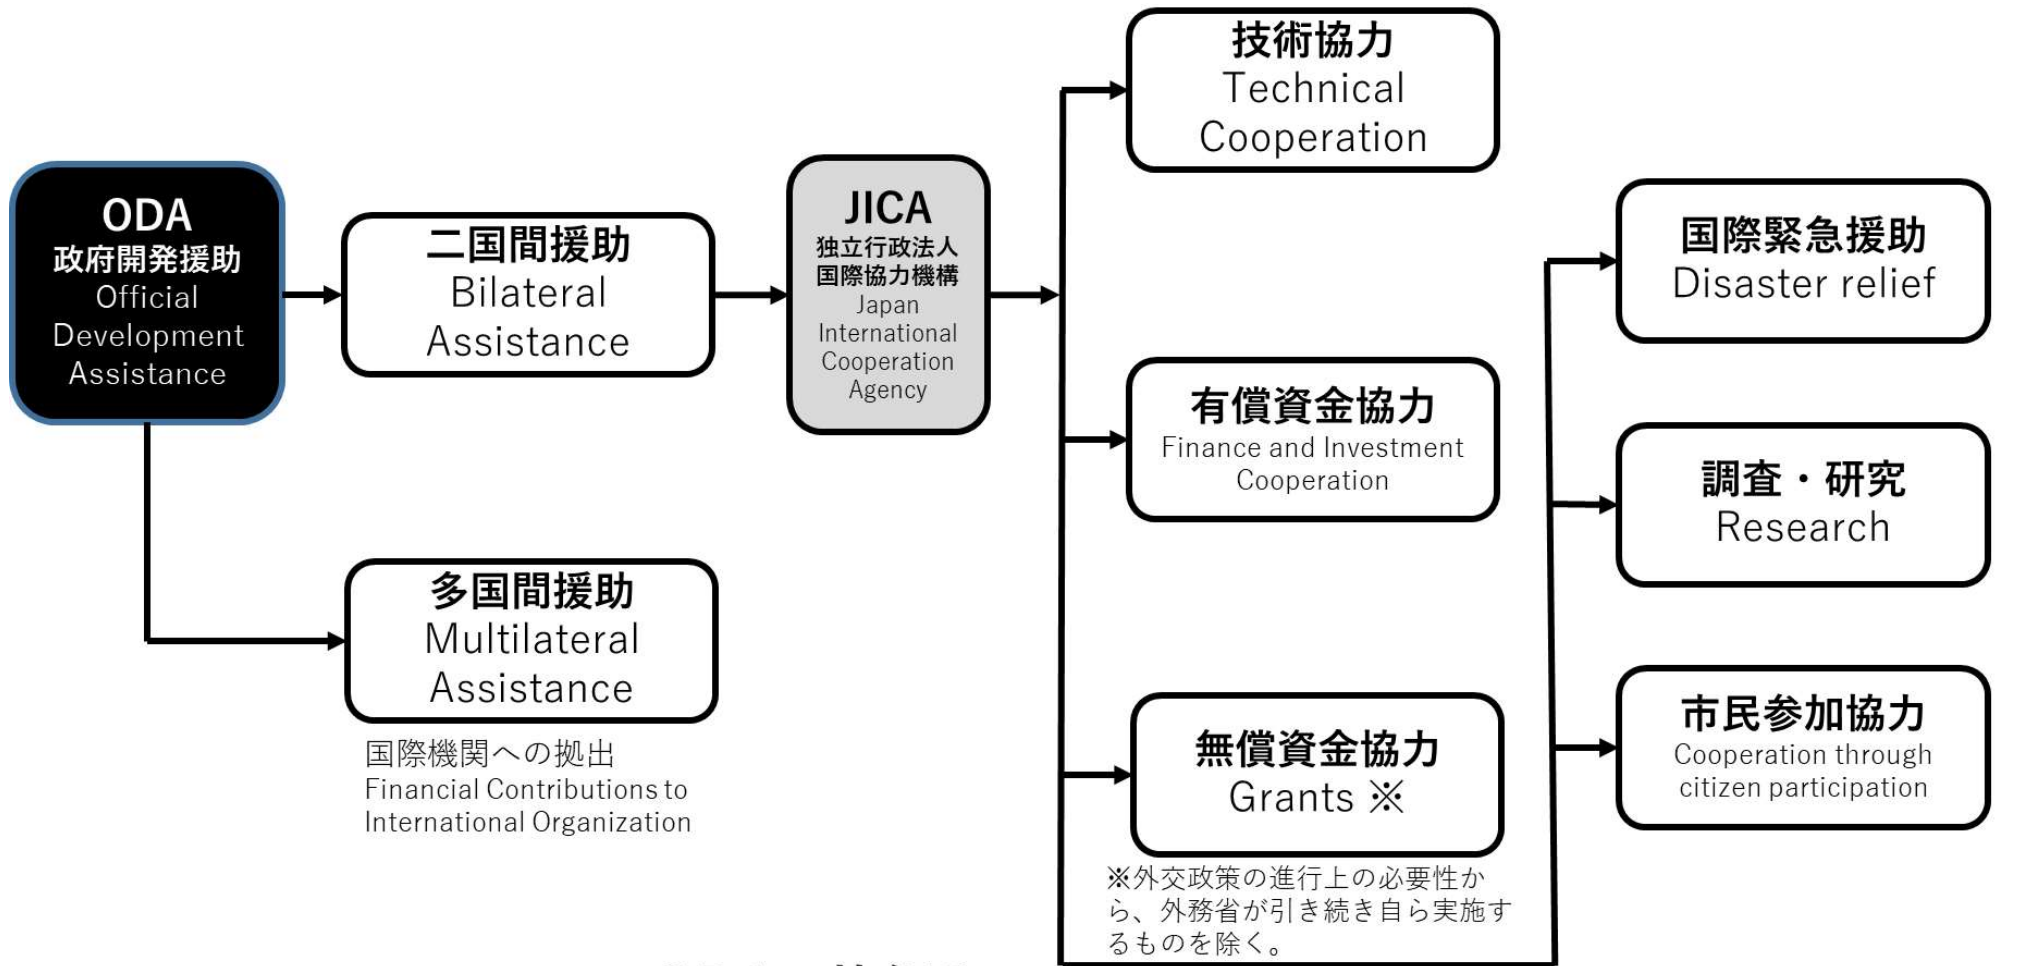 ODA
政府開発援助
Official
Development
Assistance
二国間援助
Bilateral
Assistance
多国間援助
Multilateral
Assistance
国際機関への拠出
Financial Contributions to
International Organization
JICA
独立行政法人
国際協力機構
Japan
International
Cooperation
Agency
技術協力
Technical
Cooperation
有償資金協力
Finance and Investment
Cooperation
無償資金協力
Grants ※
※外交政策の進行上の必要性か
ら、外務省が引き続き自ら実施す
るものを除く。
国際緊急援助
Disaster relief
調査・研究
Research
市民参加協力
Cooperation through
citizen participation